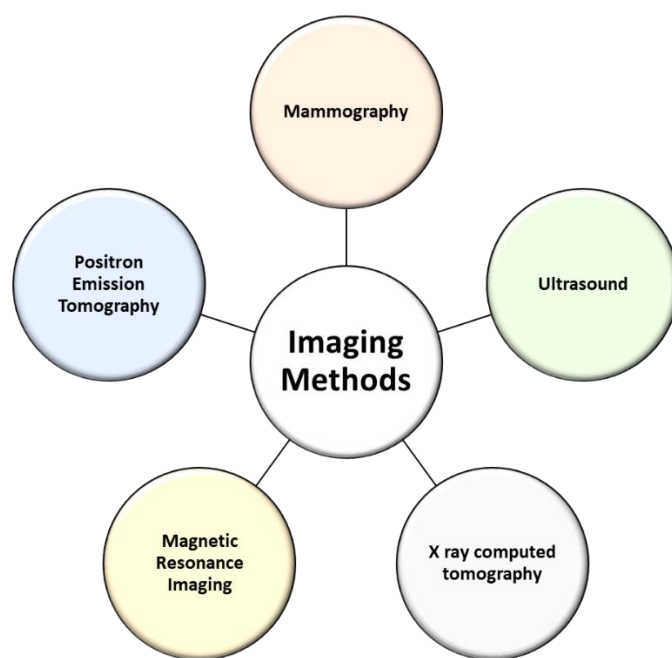 Mammography
Positron
Emission
Tomography
Ultrasound
Imaging
Methods
Magnetic
Resonance
Imaging
X ray computed
tomography